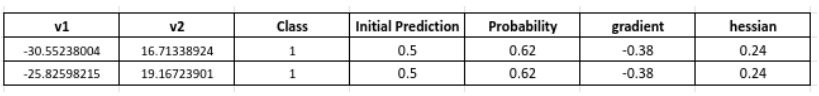 v1 v2 Class Initial Prediction Probability gradient hessian
-30.55238004 16.71338924 1 0.5 0.62 -0.38 0.24
-25.82598215 19.16723901 1 0.5 0.62 -0.38 0.24